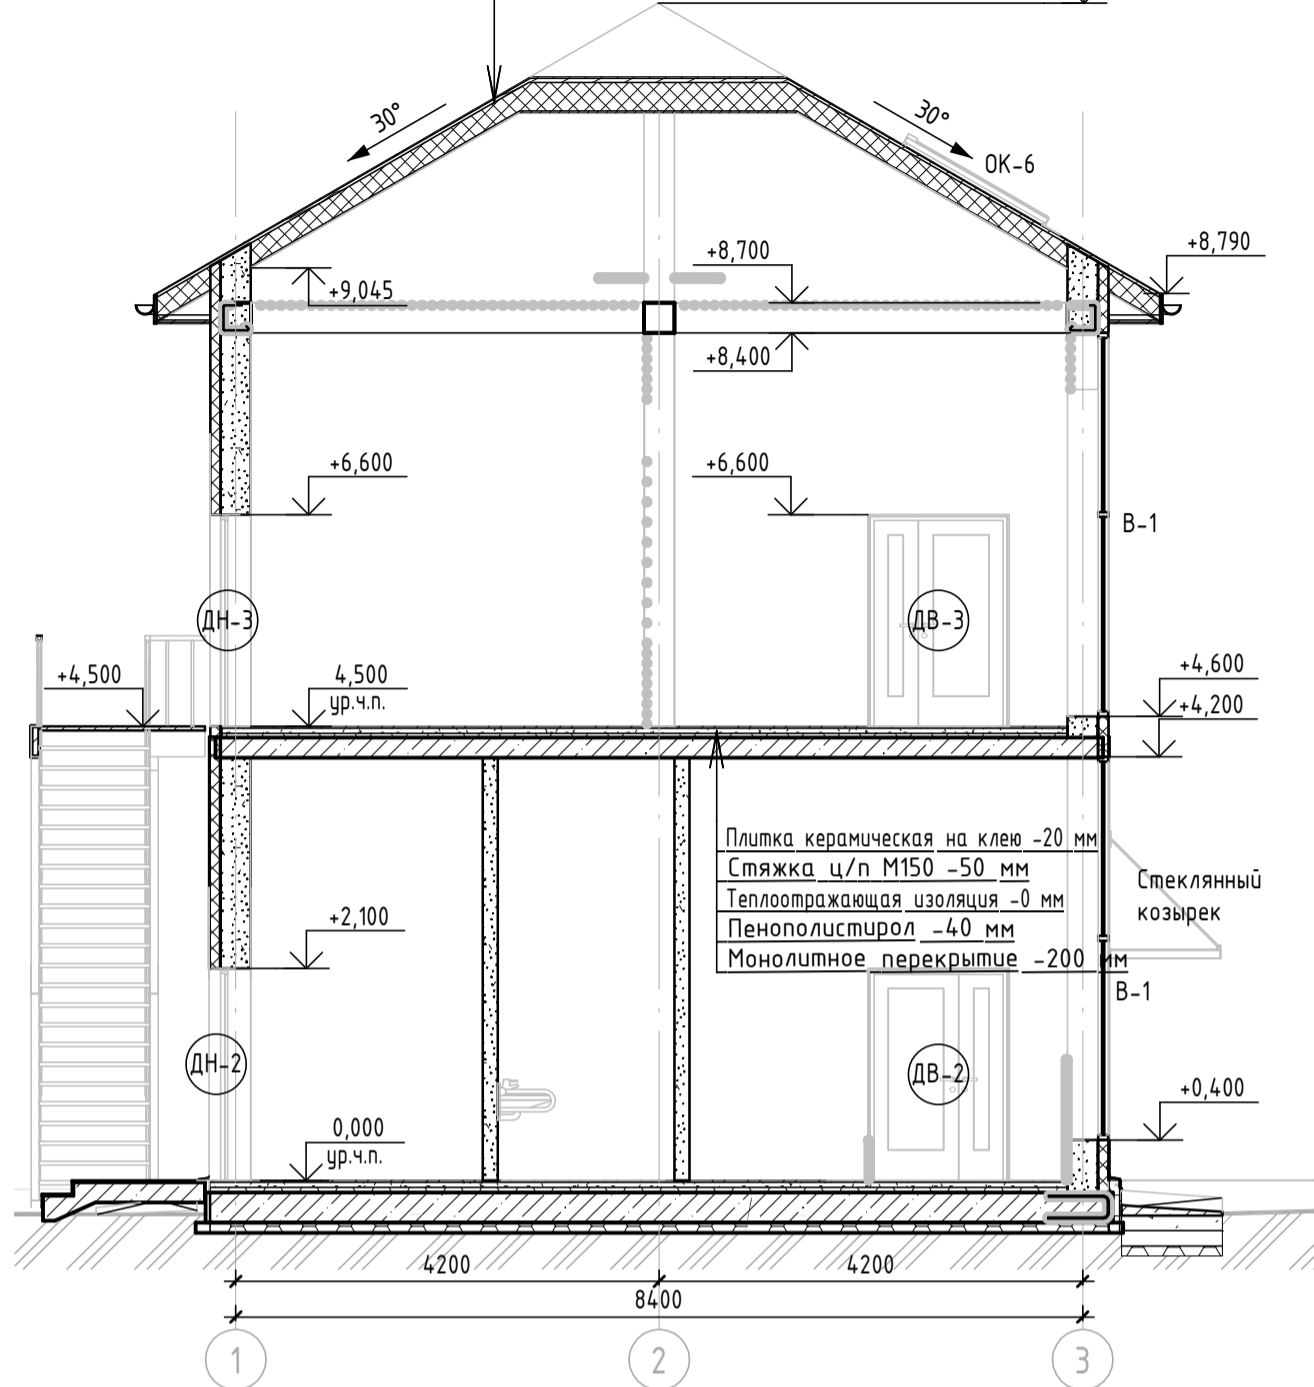 30°
30°
ОК-6
+8,790
+8,700
+9,045
+8,400
+6,600
+6,600
В-1
ДН-3
ДВ-3
+4,500
4,500
ур.ч.п.
+4,600
+4,200
Плитка керамическая на клею -20 мм
Стяжка ц/п М150 -50 мм
Теплоотражающая изоляция -0 мм
Пенополистирол -40 мм
Монолитное перекрытие -200 мм
Стеклянный
козырек
+2,100
В-1
ДН-2
ДВ-2
+0,400
0,000
ур.ч.п.
4200
4200
8400
1
2
3